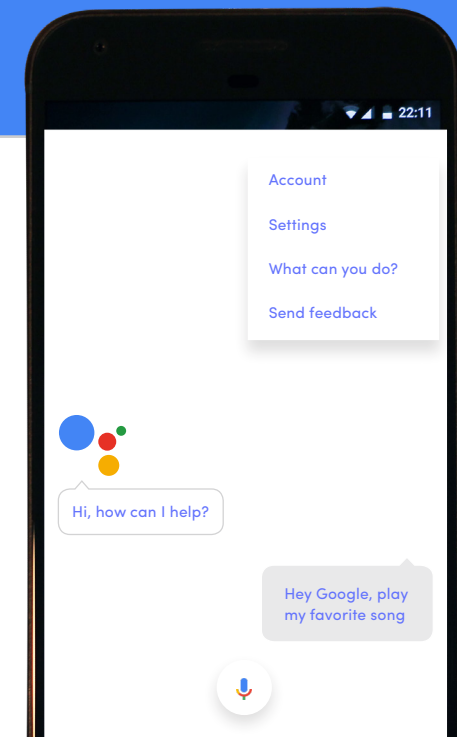 22:11
Account
Settings
What can you do?
Send feedback
Hi, how can I help?
Hey Google, play
my favorite song